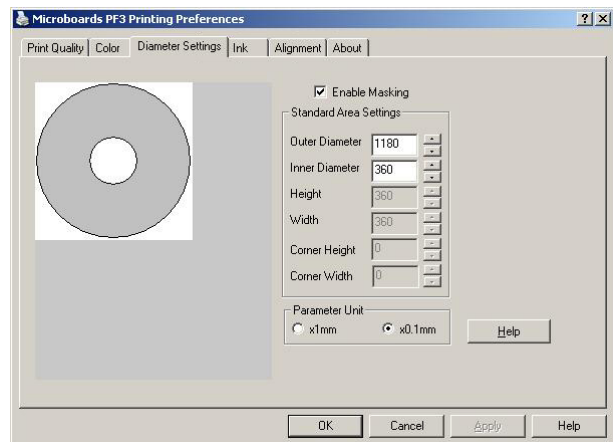 Microboards PF3 Printing Preferences
Print Quality Color Diameter Settings Ink Alignment About
Enable Masking
Standard Area Settings
Outer Diameter 1180
Inner Diameter 360
Height 360
Width 360
Corner Height 0
Corner Width 0
Parameter Unit
x1mm x0.1mm
Help
OK Cancel Apply Help